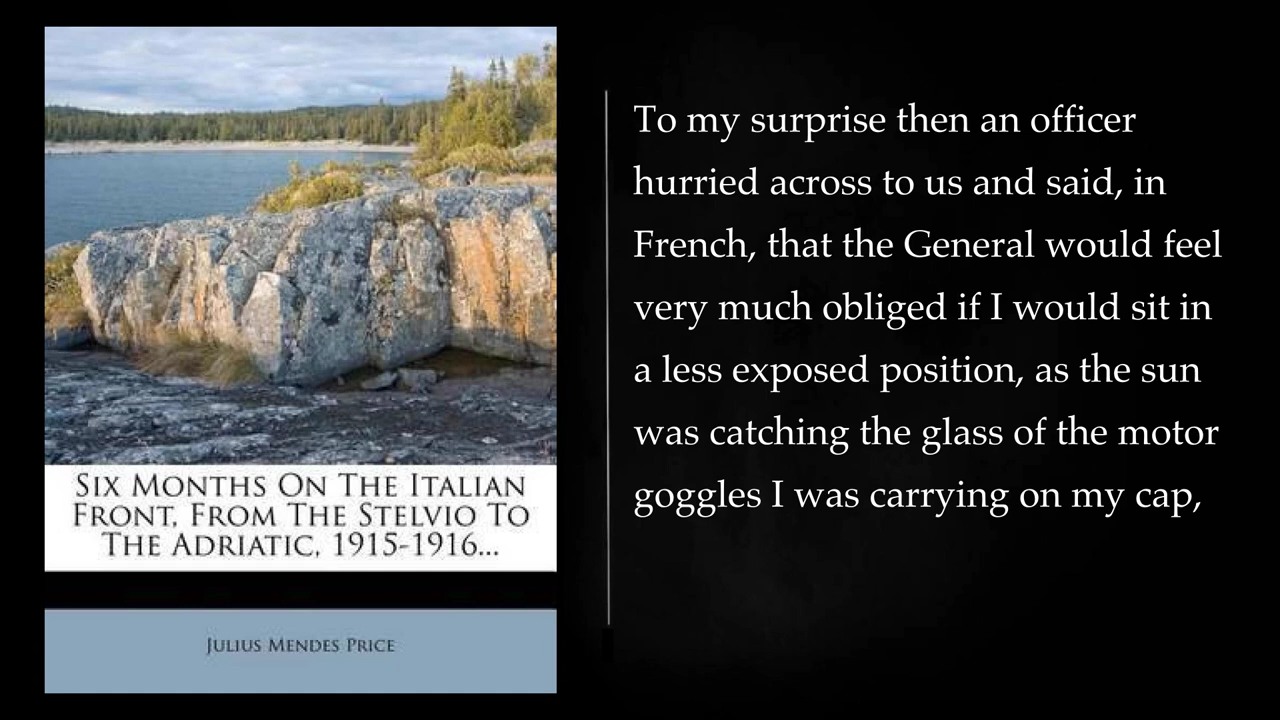 Six Months On The Italian
Front, From The Stelvio To
The Adriatic, 1915-1916...
Julius Mendes Price
To my surprise then an officer
hurried across to us and said, in
French, that the General would feel
very much obliged if I would sit in
a less exposed position, as the sun
was catching the glass of the motor
goggles I was carrying on my cap,